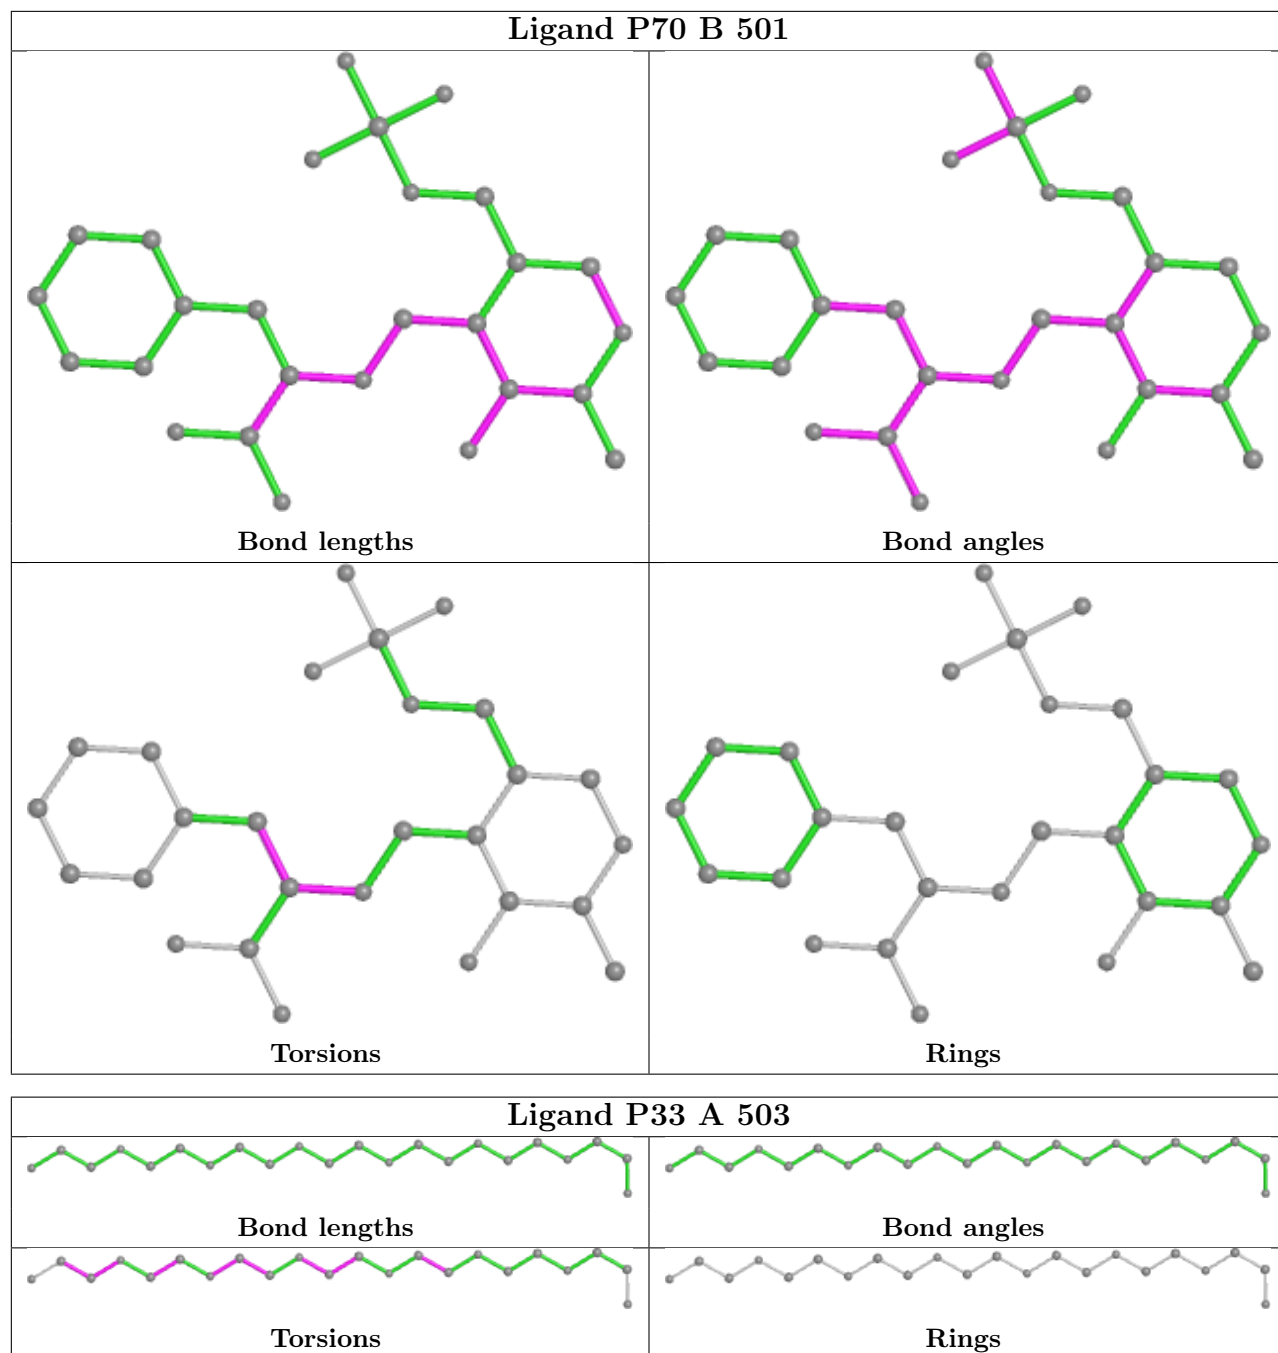 Ligand P70 B 501
Bond lengths
Bond angles
Torsions
Rings
Ligand P33 A 503
Bond lengths
Bond angles
Torsions
Rings